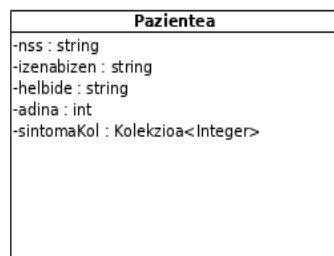 Pazientea
-nss : string
-izenabizen : string
-helbide : string
-adina : int
-sintomaKol : Kolekzioa<Integer>